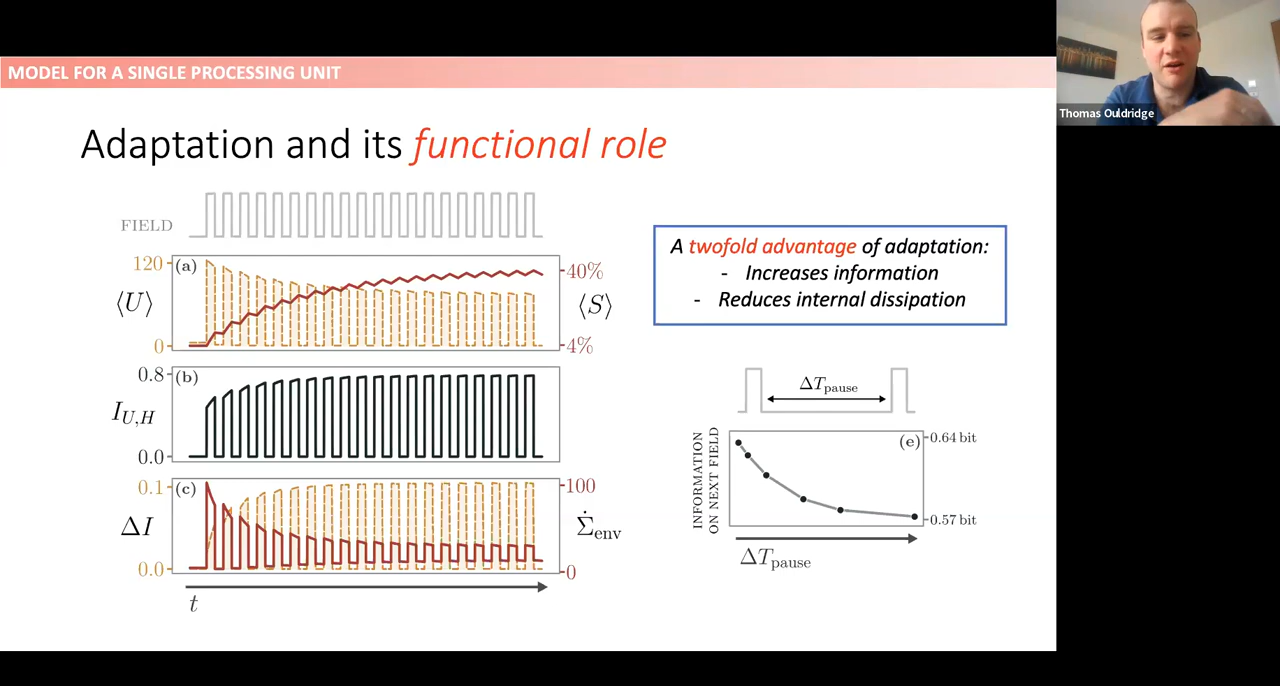 MODEL FOR A SINGLE PROCESSING UNIT
Thomas Ouldridge
Adaptation and its functional role
FIELD
120
(a)
40%
⟨U⟩
⟨S⟩
0
4%
A twofold advantage of adaptation:
- Increases information
- Reduces internal dissipation
0.8
(b)
I_{U,H}
0.0
0.1
(c)
100
ΔI
Σ̇_env
0.0
0
t
ΔT_pause
INFORMATION
ON NEXT FIELD
(e)
0.64 bit
0.57 bit
ΔT_pause